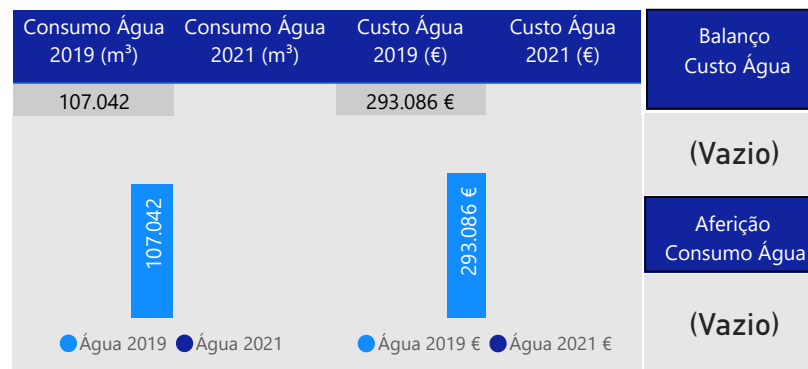 Consumo Água
2019 (m³)
Consumo Água
2021 (m³)
Custo Água
2019 (€)
Custo Água
2021 (€)
107.042
293.086 €
107.042
293.086 €
Água 2019
Água 2021
Água 2019 €
Água 2021 €
Balanço
Custo Água
(Vazio)
Aferição
Consumo Água
(Vazio)